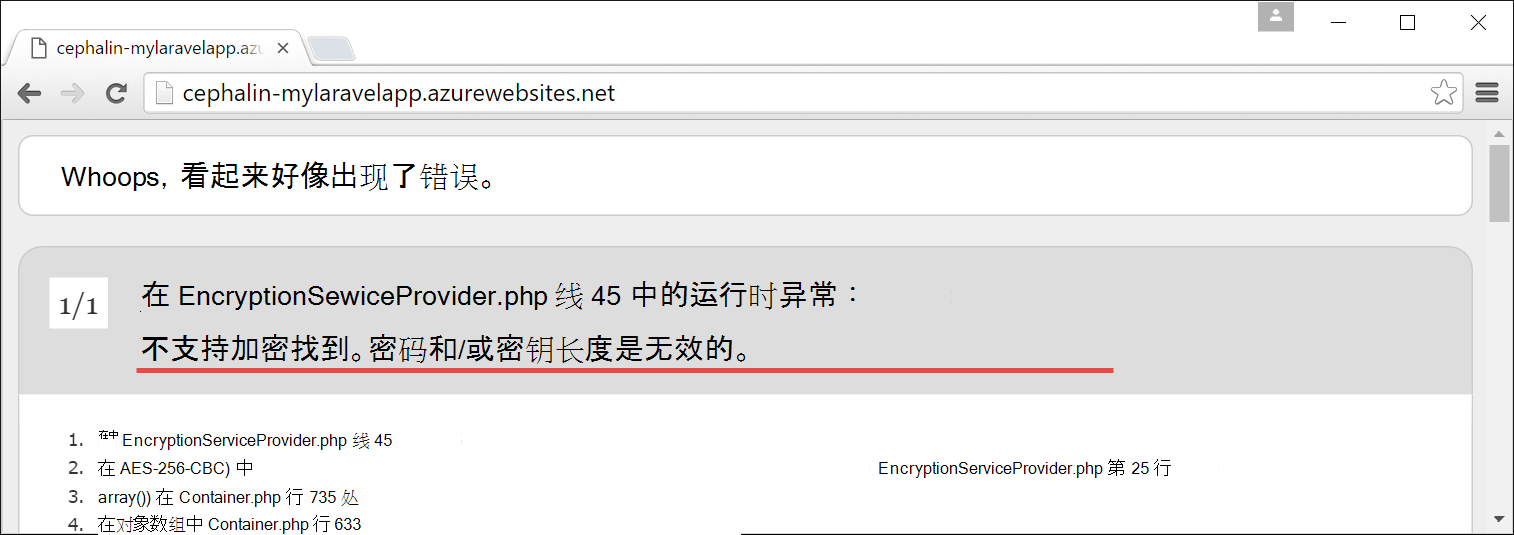 cephalin-mylaravelapp.azu
cephalin-mylaravelapp.azurewebsites.net
Whoops, 看起来好像出现了错误。
1/1
在 EncryptionSewiceProvider.php 线 45 中的运行时异常：
不支持加密找到。密码和/或密钥长度是无效的。
1. 在中 EncryptionServiceProvider.php 线 45
2. 在 AES-256-CBC) 中 EncryptionServiceProvider.php 第 25 行
3. array()) 在 Container.php 行 735 处
4. 在对象数组中 Container.php 行 633